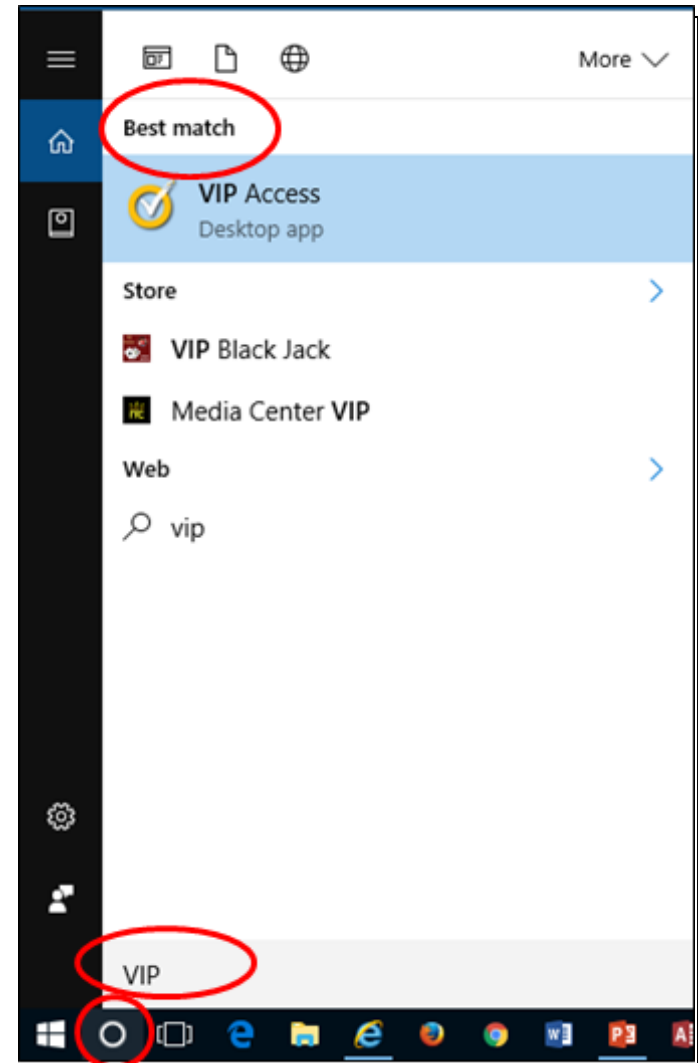 More
Best match
VIP Access
Desktop app
Store
VIP Black Jack
Media Center VIP
Web
vip
VIP